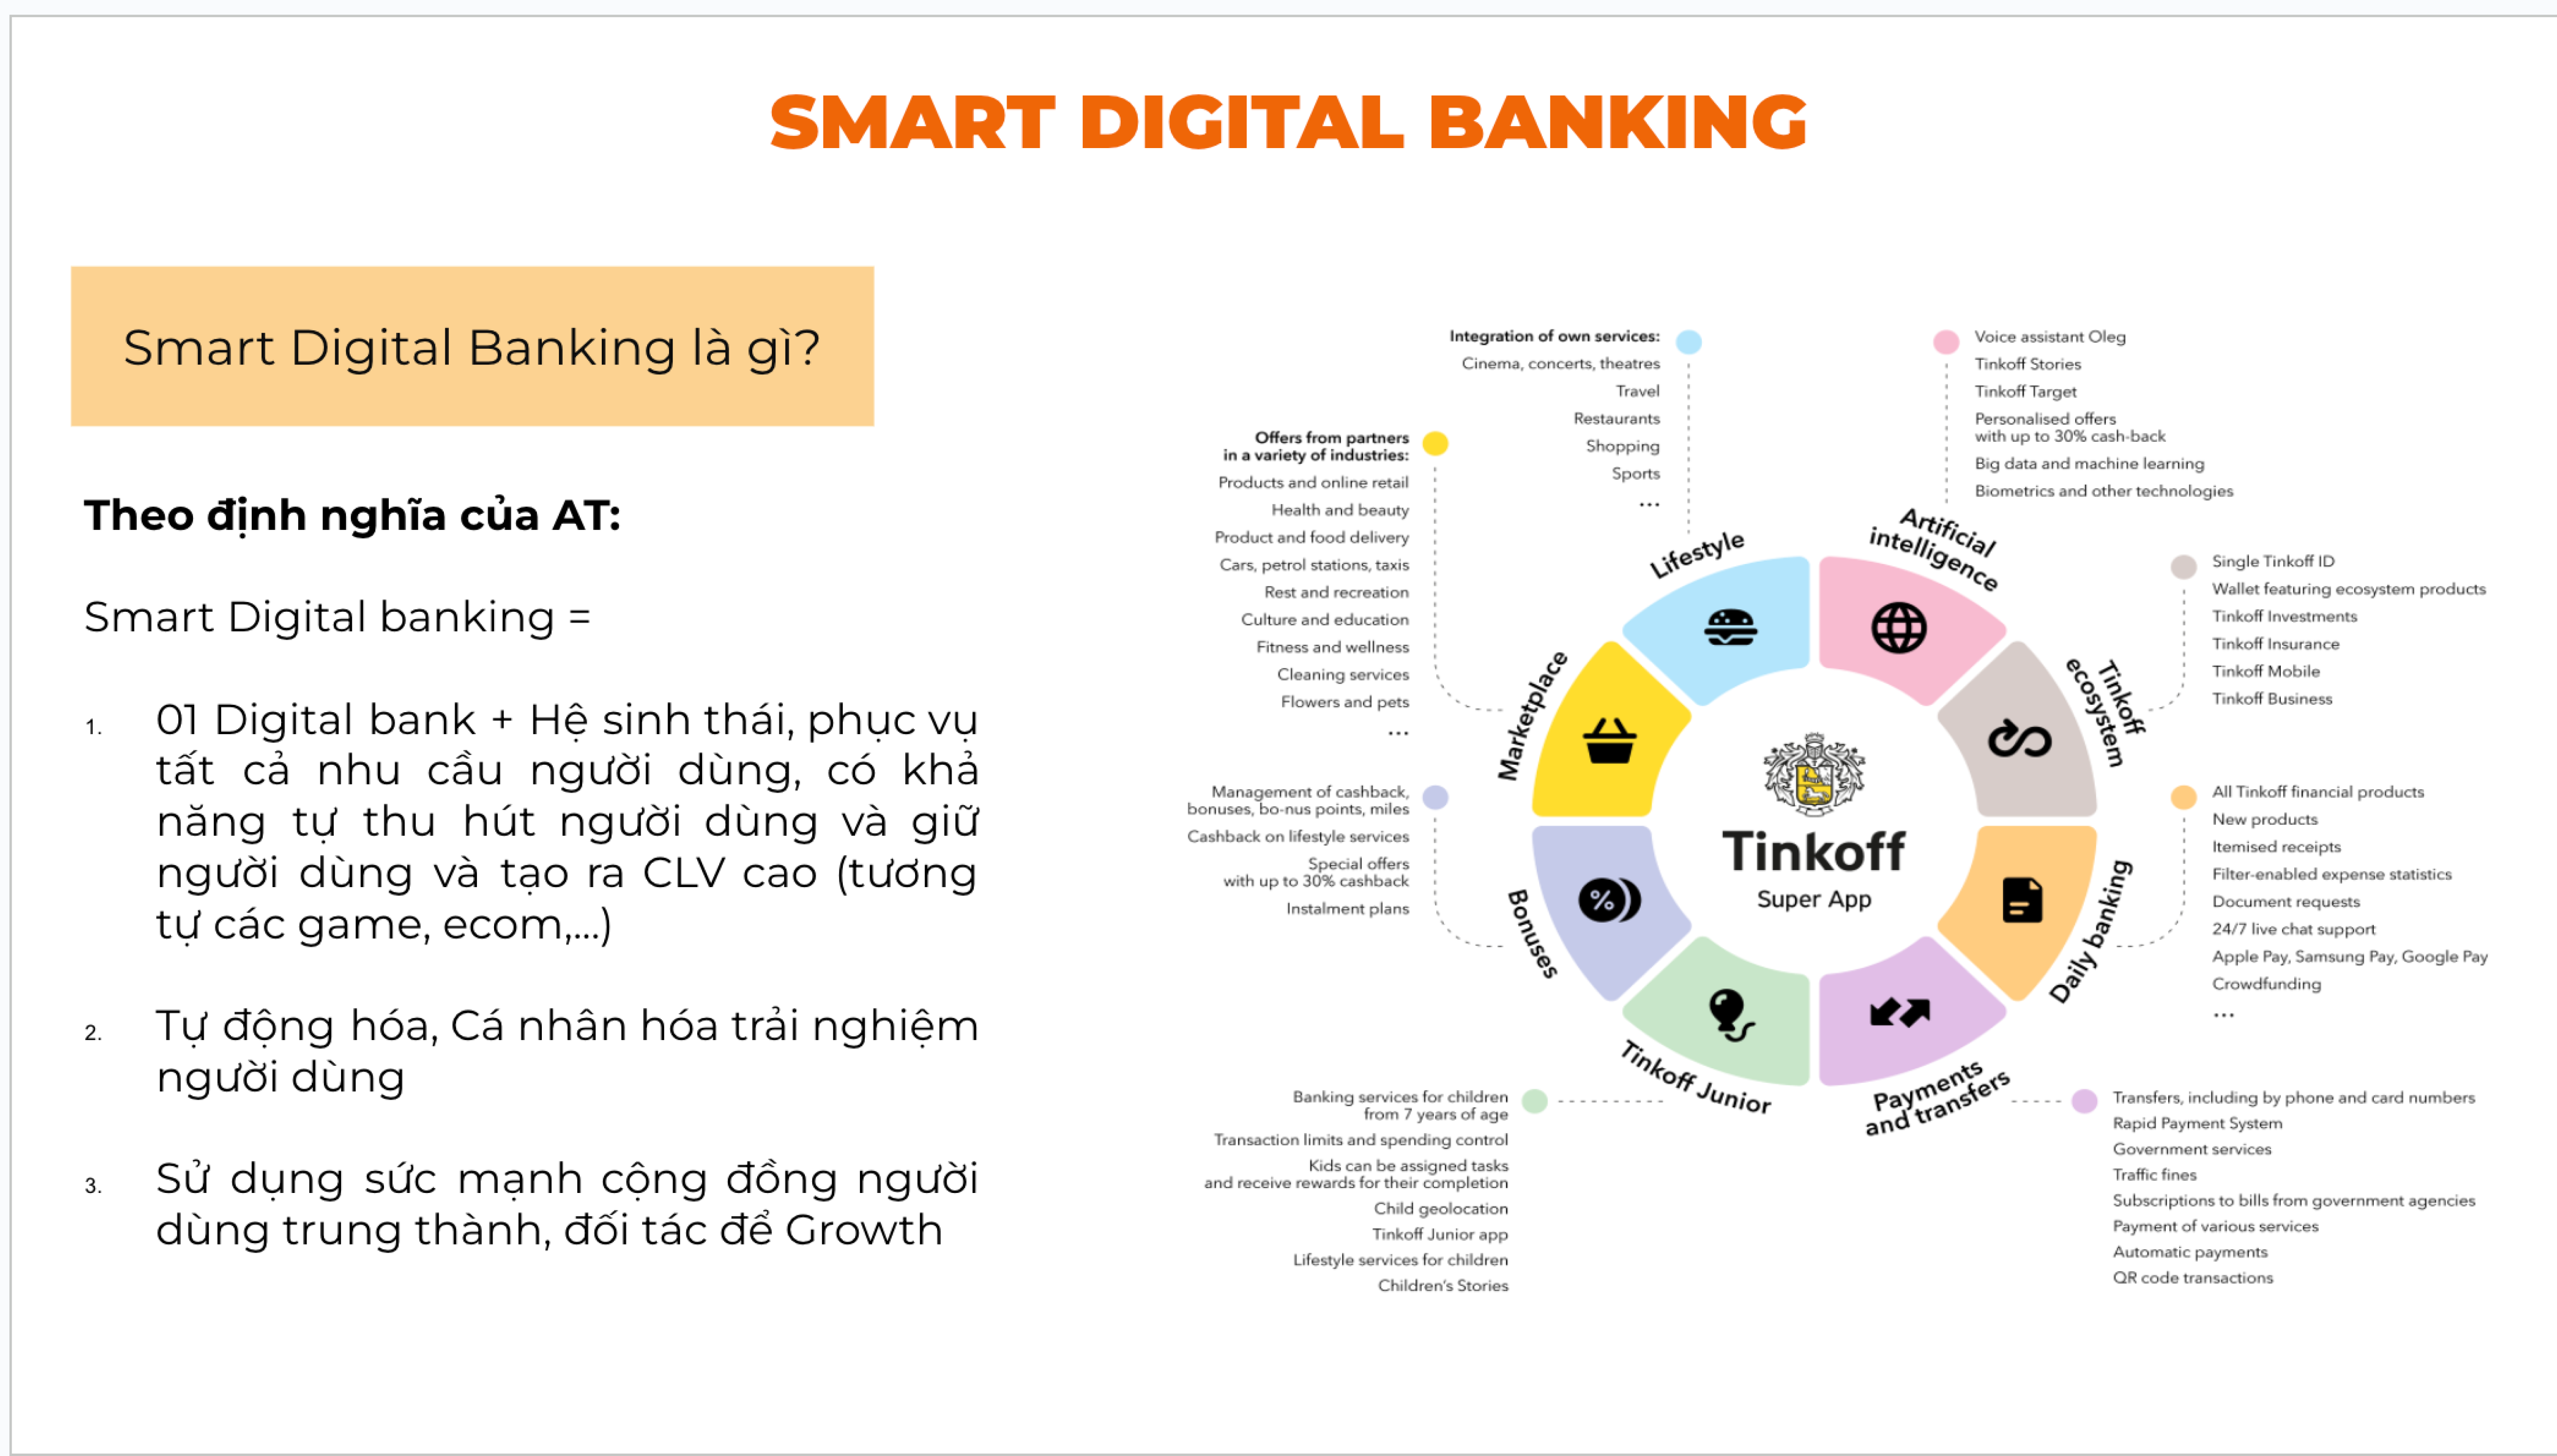 SMART DIGITAL BANKING
Smart Digital Banking là gì?
Theo định nghĩa của AT:
Smart Digital banking =
1. 01 Digital bank + Hệ sinh thái, phục vụ
tất cả nhu cầu người dùng, có khả
năng tự thu hút người dùng và giữ
người dùng và tạo ra CLV cao (tương
tự các game, ecom,...)
2. Tự động hóa, Cá nhân hóa trải nghiệm
người dùng
3. Sử dụng sức mạnh cộng đồng người
dùng trung thành, đối tác để Growth
Integration of own services:
Cinema, concerts, theatres
Travel
Restaurants
Shopping
Sports
...
Lifestyle
Voice assistant Oleg
Tinkoff Stories
Tinkoff Target
Personalised offers
with up to 30% cash-back
Big data and machine learning
Biometrics and other technologies
Artificial
intelligence
Offers from partners
in a variety of industries:
Products and online retail
Health and beauty
Product and food delivery
Cars, petrol stations, taxis
Rest and recreation
Culture and education
Fitness and wellness
Cleaning services
Flowers and pets
...
Marketplace
Single Tinkoff ID
Wallet featuring ecosystem products
Tinkoff Investments
Tinkoff Insurance
Tinkoff Mobile
Tinkoff Business
Tinkoff
ecosystem
Tinkoff
Super App
Management of cashback,
bonuses, bo-nus points, miles
Cashback on lifestyle services
Special offers
with up to 30% cashback
Instalment plans
%
Bonuses
All Tinkoff financial products
New products
Itemised receipts
Filter-enabled expense statistics
Document requests
24/7 live chat support
Apple Pay, Samsung Pay, Google Pay
Crowdfunding
...
Daily banking
Banking services for children
from 7 years of age
Transaction limits and spending control
Kids can be assigned tasks
and receive rewards for their completion
Child geolocation
Tinkoff Junior app
Lifestyle services for children
Children's Stories
Tinkoff Junior
Payments
and transfers
Transfers, including by phone and card numbers
Rapid Payment System
Government services
Traffic fines
Subscriptions to bills from government agencies
Payment of various services
Automatic payments
QR code transactions